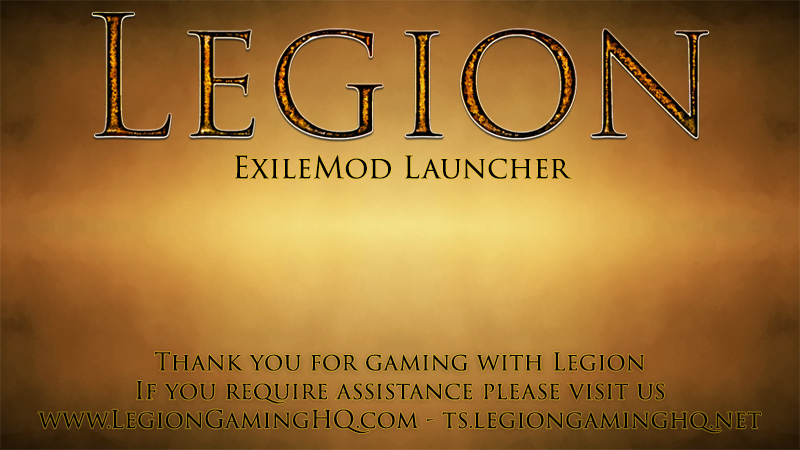 Legion
ExileMod Launcher
Thank you for gaming with Legion
If you require assistance please visit us
www.LegionGamingHQ.com - ts.legiongaminghq.net